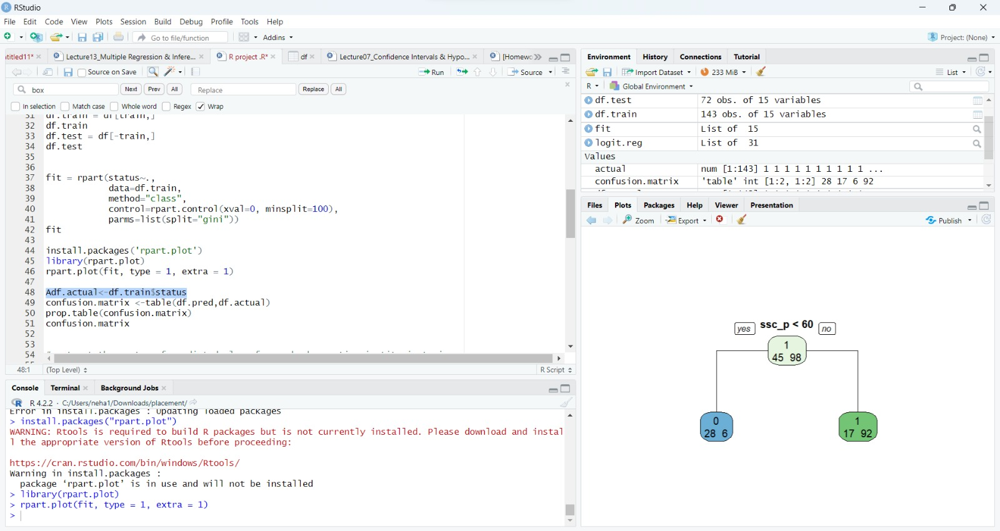 RStudio
File Edit Code View Plots Session Build Debug Profile Tools Help
Go to file/function Addins Project: (None)
ntitled11* Lecture13_Multiple Regression & Infere... R project .R* df Lecture07_Confidence Intervals & Hypo... [Homewo
Source on Save Run Source
box Next Prev All Replace Replace All
In selection Match case Whole word Regex Wrap
31 df.train = df[train,]
32 df.train
33 df.test = df[-train,]
34 df.test
35
36
37 fit = rpart(status~.,
38 data=df.train,
39 method="class",
40 control=rpart.control(xval=0, minsplit=100),
41 parms=list(split="gini"))
42 fit
43
44 install.packages('rpart.plot')
45 library(rpart.plot)
46 rpart.plot(fit, type = 1, extra = 1)
47
48 Adf.actual<-df.train$status
49 confusion.matrix <-table(df.pred,df.actual)
50 prop.table(confusion.matrix)
51 confusion.matrix
52
53
54
48:1 (Top Level) R Script
Console Terminal Background Jobs
R 4.2.2 · C:/Users/neha1/Downloads/placement/
Error in install.packages : Updating loaded packages
> install.packages("rpart.plot")
WARNING: Rtools is required to build R packages but is not currently installed. Please download and instal
l the appropriate version of Rtools before proceeding:
https://cran.rstudio.com/bin/windows/Rtools/
Warning in install.packages :
package ‘rpart.plot’ is in use and will not be installed
> library(rpart.plot)
> rpart.plot(fit, type = 1, extra = 1)
>
Environment History Connections Tutorial
Import Dataset 233 MiB List
R Global Environment
df.test 72 obs. of 15 variables
df.train 143 obs. of 15 variables
fit List of 15
logit.reg List of 31
Values
actual num [1:143] 1 1 1 1 1 1 1 1 1 1 ...
confusion.matrix 'table' int [1:2, 1:2] 28 17 6 92
Files Plots Packages Help Viewer Presentation
Zoom Export Publish
yes ssc_p < 60 no
1
45 98
0
28 6
1
17 92